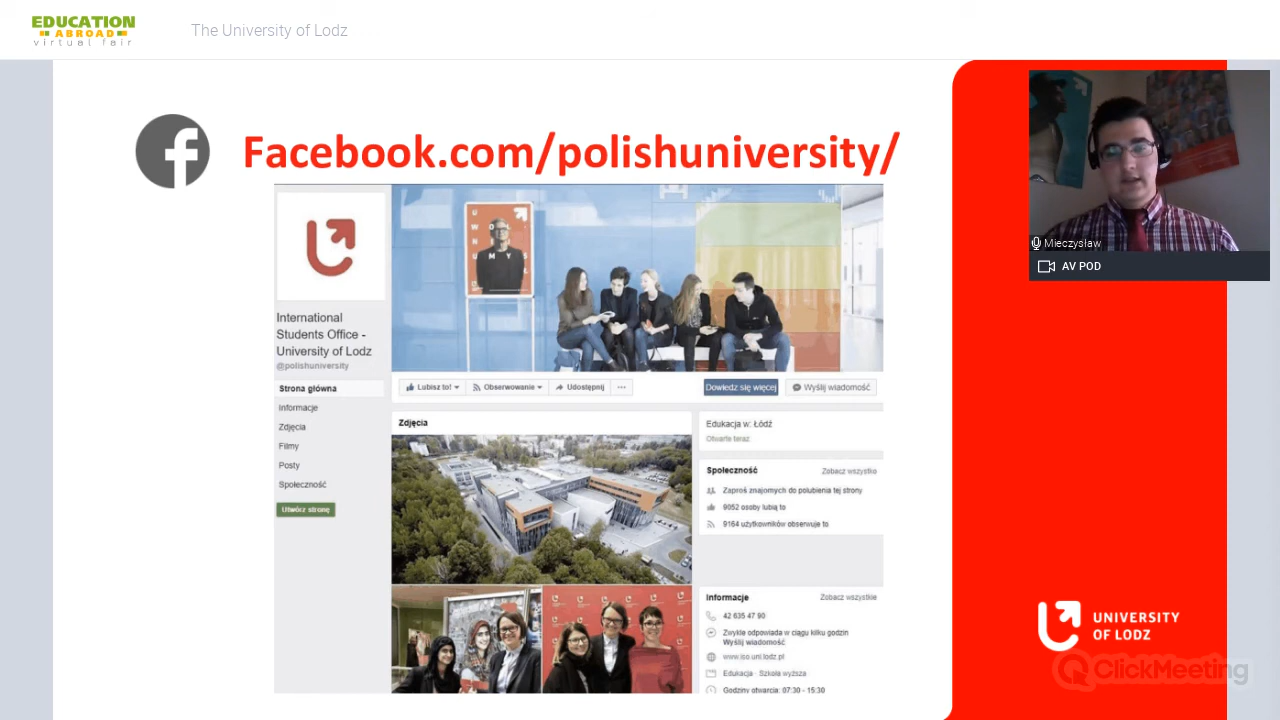 EDUCATION
ABROAD
virtual fair
The University of Lodz
Facebook.com/polishuniversity/
International
Students Office -
University of Lodz
@polishuniversity
Strona główna
Informacje
Zdjęcia
Filmy
Posty
Społeczność
Utwórz stronę
Lubisz to!
Obserwowanie
Udostępnij
Dowiedz się więcej
Wyślij wiadomość
Zdjęcia
Edukacja w: Łódź
Otwarte teraz
Społeczność
Zobacz wszystko
Zaproś znajomych do polubienia tej strony
9052 osoby lubią to
9164 użytkowników obserwuje to
Informacje
Zobacz wszystkie
42 635 47 90
Zwykle odpowiada w ciągu kilku godzin
Wyślij wiadomość
www.iso.uni.lodz.pl
Edukacja · Szkoła wyższa
Godziny otwarcia: 07:30 - 15:30
Mieczysław
AV POD
UNIVERSITY
OF LODZ
ClickMeeting